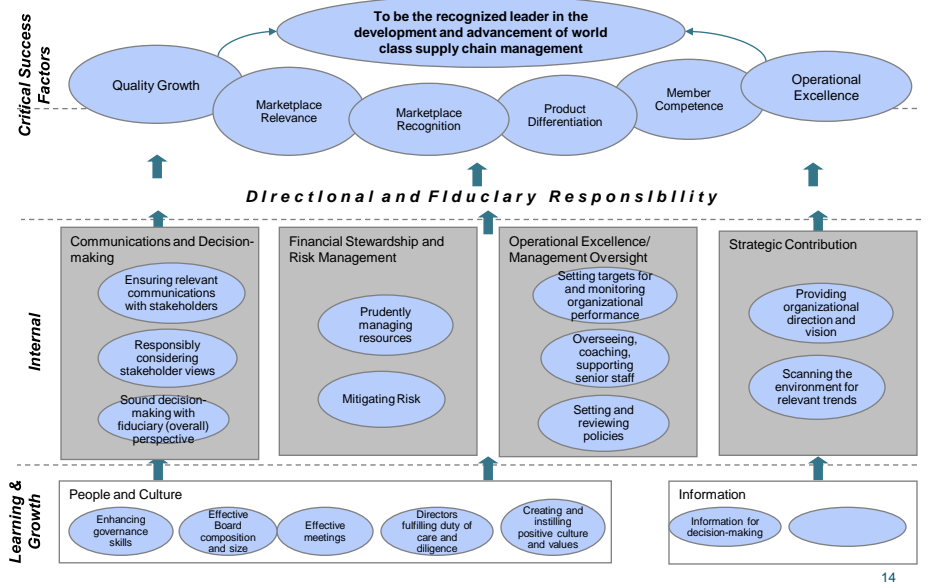 Critical Success
Factors
To be the recognized leader in the
development and advancement of world
class supply chain management
Quality Growth
Marketplace
Relevance
Marketplace
Recognition
Product
Differentiation
Member
Competence
Operational
Excellence
DIrectIonal and FIducIary ResponsIbIlIty
Internal
Communications and Decision-
making
Ensuring relevant
communications
with stakeholders
Responsibly
considering
stakeholder views
Sound decision-
making with
fiduciary (overall)
perspective
Financial Stewardship and
Risk Management
Prudently
managing
resources
Mitigating Risk
Operational Excellence/
Management Oversight
Setting targets for
and monitoring
organizational
performance
Overseeing,
coaching,
supporting
senior staff
Setting and
reviewing
policies
Strategic Contribution
Providing
organizational
direction and
vision
Scanning the
environment for
relevant trends
Learning &
Growth
People and Culture
Enhancing
governance
skills
Effective
Board
composition
and size
Effective
meetings
Directors
fulfilling duty of
care and
diligence
Creating and
instilling
positive culture
and values
Information
Information for
decision-making
14